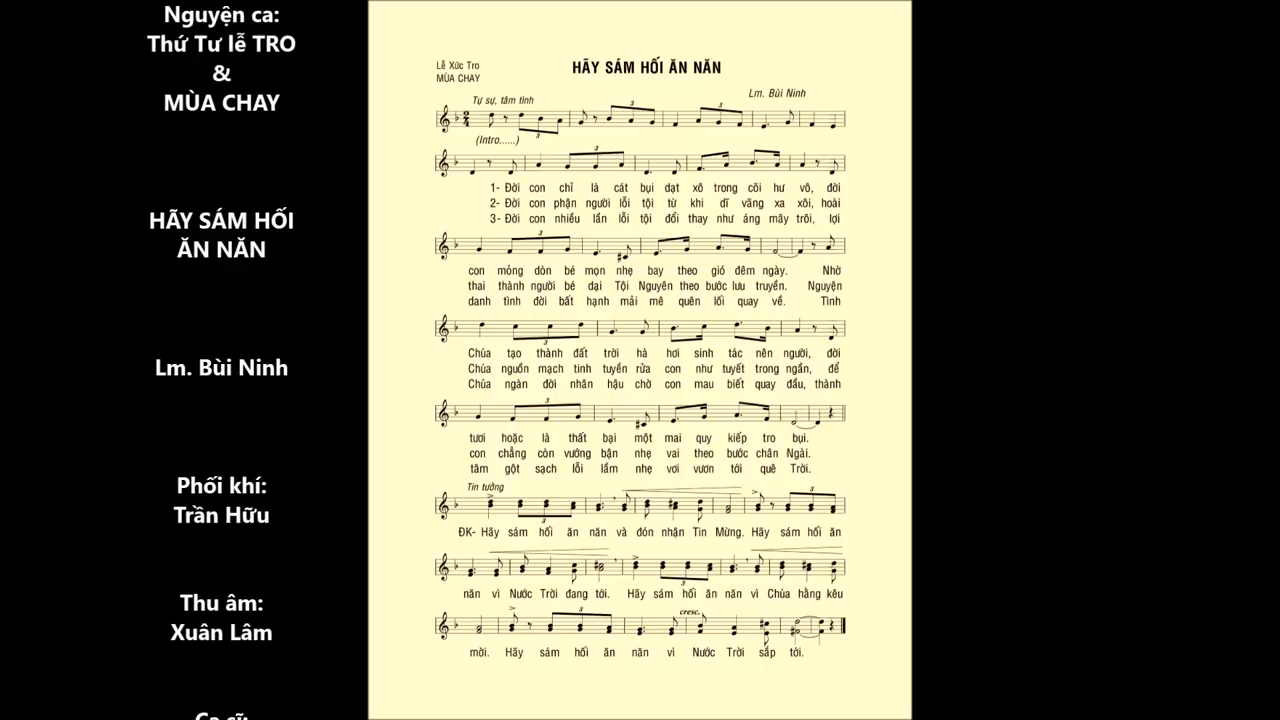 Nguyện ca:
Thứ Tư lễ TRO
&
MÙA CHAY
HÃY SÁM HỐI
ĂN NĂN
Lm. Bùi Ninh
Phối khí:
Trần Hữu
Thu âm:
Xuân Lâm
Ca sĩ:
Lễ Xức Tro
MÙA CHAY
HÃY SÁM HỐI ĂN NĂN
Lm. Bùi Ninh
Tự sự, tâm tình
(Intro......)
1- Đời con chỉ là cát bụi dạt xô trong cõi hư vô, đời
2- Đời con phận người lỗi tội từ khi dĩ vãng xa xôi, hoài
3- Đời con nhiều lần lỗi tội đổi thay như áng mây trôi, lợi
con mỏng dòn bé mọn nhẹ bay theo gió đêm ngày. Nhờ
thai thành người bé dại Tội Nguyên theo bước lưu truyền. Nguyện
danh tình đời bất hạnh mải mê quên lối quay về. Tình
Chúa tạo thành đất trời hà hơi sinh tác nên người, đời
Chúa nguồn mạch tinh tuyền rửa con như tuyết trong ngần, để
Chúa ngàn đời nhân hậu chờ con mau biết quay đầu, thành
tươi hoặc là thất bại một mai quy kiếp tro bụi.
con chẳng còn vướng bận nhẹ vai theo bước chân Ngài.
tâm gột sạch lỗi lầm nhẹ vơi vươn tới quê Trời.
Tin tưởng
ĐK- Hãy sám hối ăn năn và đón nhận Tin Mừng. Hãy sám hối ăn
năn vì Nước Trời đang tới. Hãy sám hối ăn năn vì Chúa hằng kêu
cresc.
mời. Hãy sám hối ăn năn vì Nước Trời sắp tới.